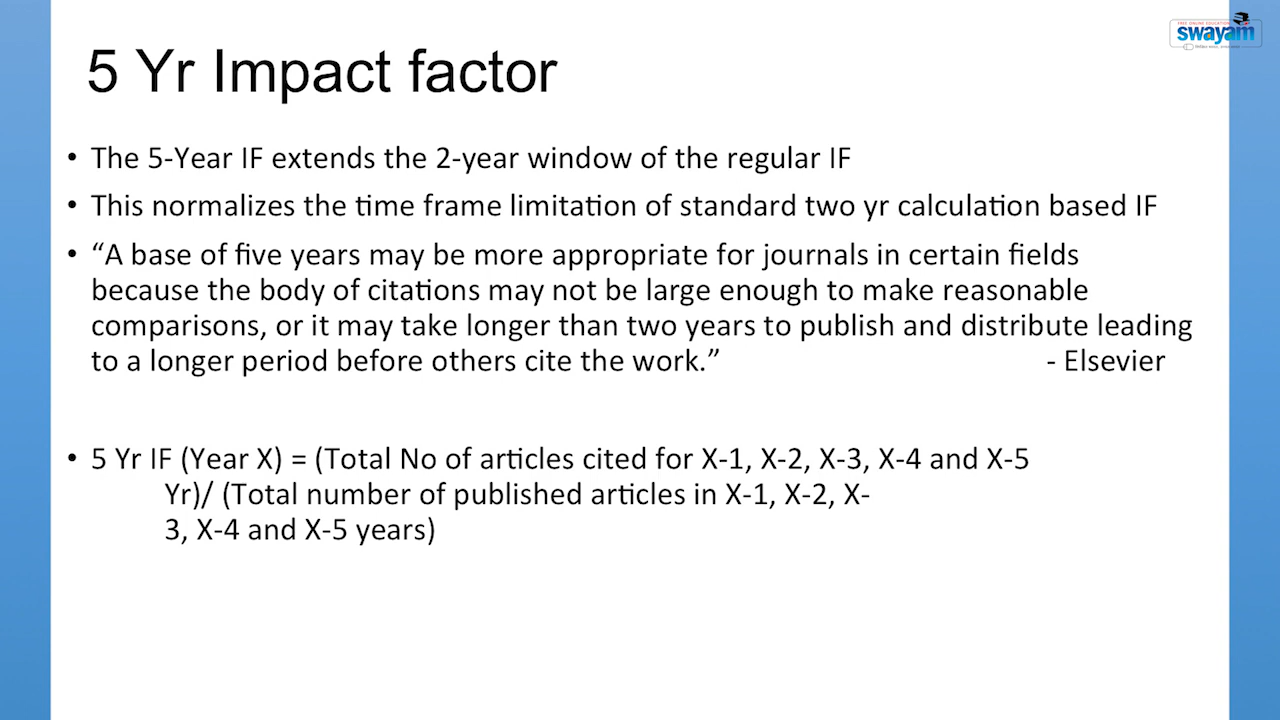 FREE ONLINE EDUCATION
swayam
5 Yr Impact factor
• The 5-Year IF extends the 2-year window of the regular IF
• This normalizes the time frame limitation of standard two yr calculation based IF
• “A base of five years may be more appropriate for journals in certain fields
because the body of citations may not be large enough to make reasonable
comparisons, or it may take longer than two years to publish and distribute leading
to a longer period before others cite the work.” - Elsevier
• 5 Yr IF (Year X) = (Total No of articles cited for X-1, X-2, X-3, X-4 and X-5
Yr)/ (Total number of published articles in X-1, X-2, X-
3, X-4 and X-5 years)